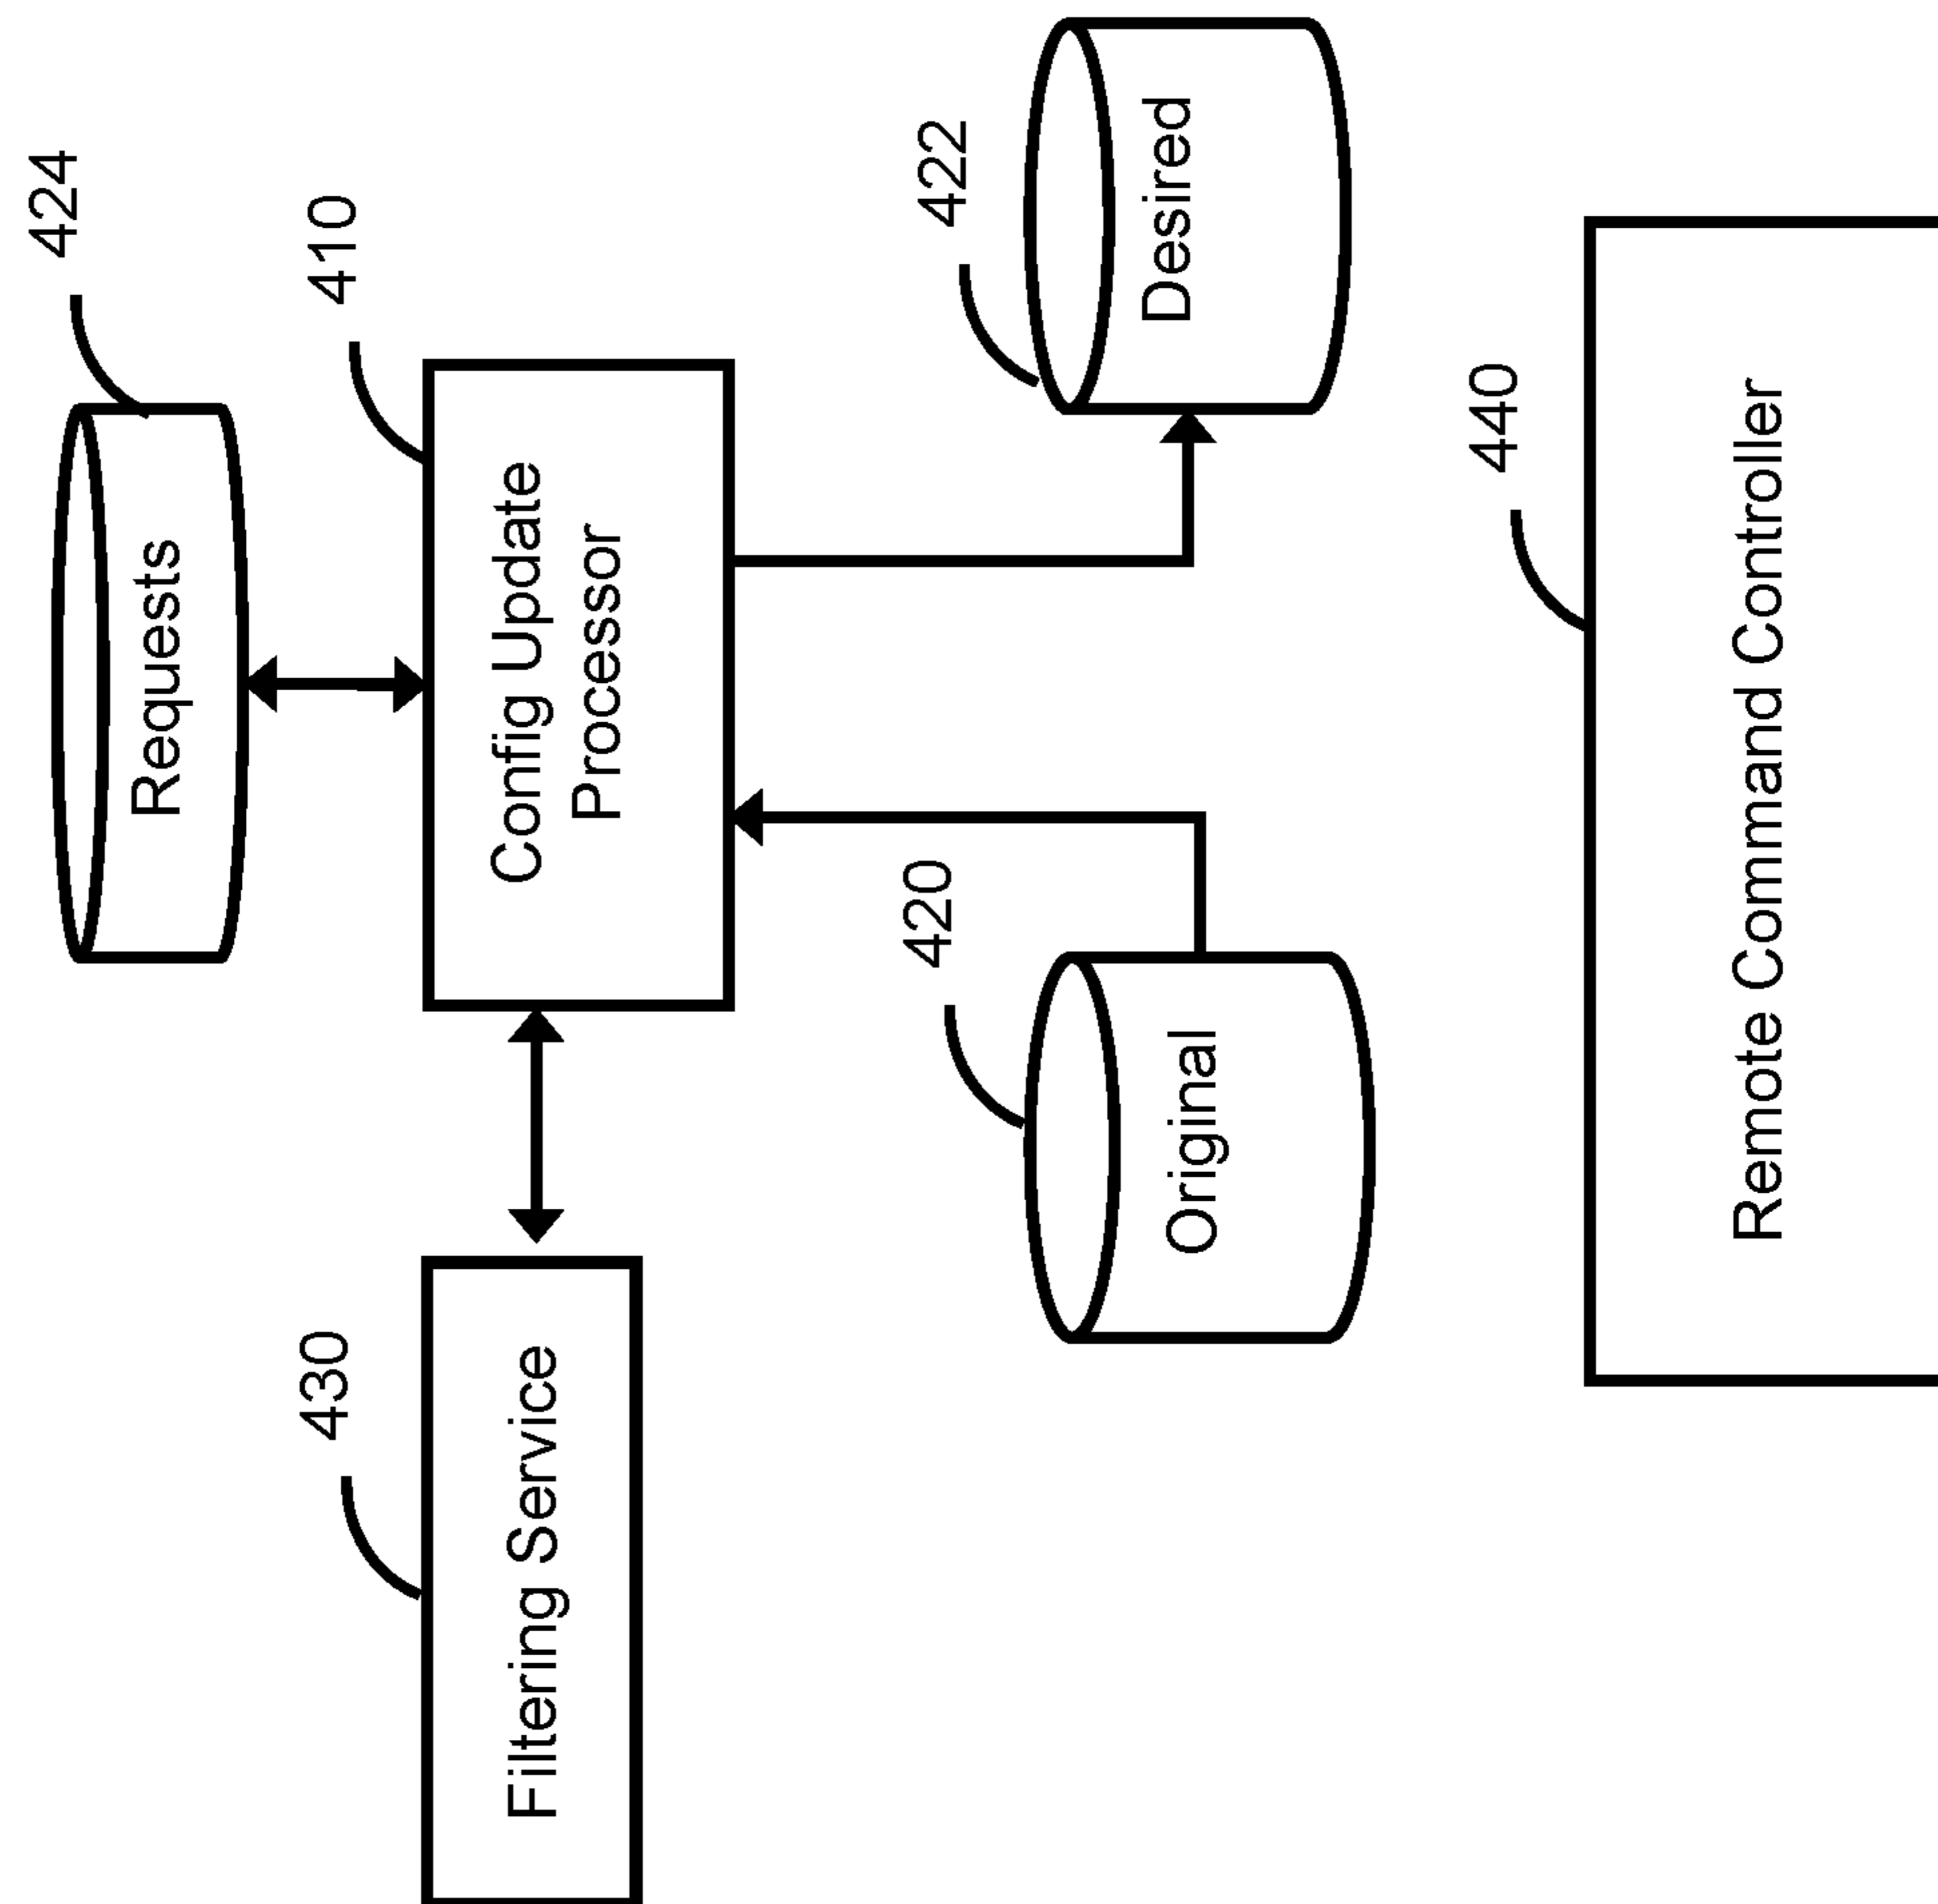 424
Requests
410
Config Update
Processor
430
Filtering Service
420
Original
422
Desired
440
Remote Command Controller